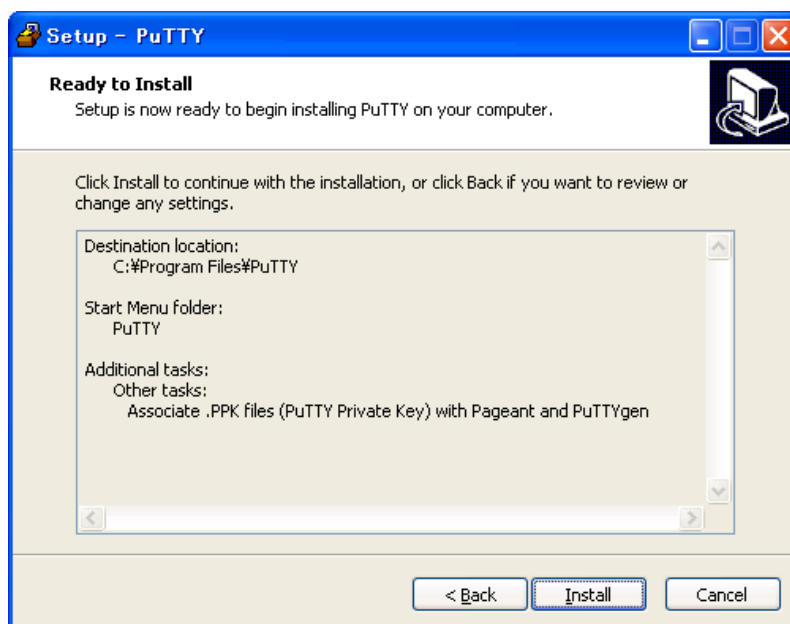 Setup - PuTTY
Ready to Install
Setup is now ready to begin installing PuTTY on your computer.
Click Install to continue with the installation, or click Back if you want to review or
change any settings.
Destination location:
C:¥Program Files¥PuTTY
Start Menu folder:
PuTTY
Additional tasks:
Other tasks:
Associate .PPK files (PuTTY Private Key) with Pageant and PuTTYgen
< Back
Install
Cancel